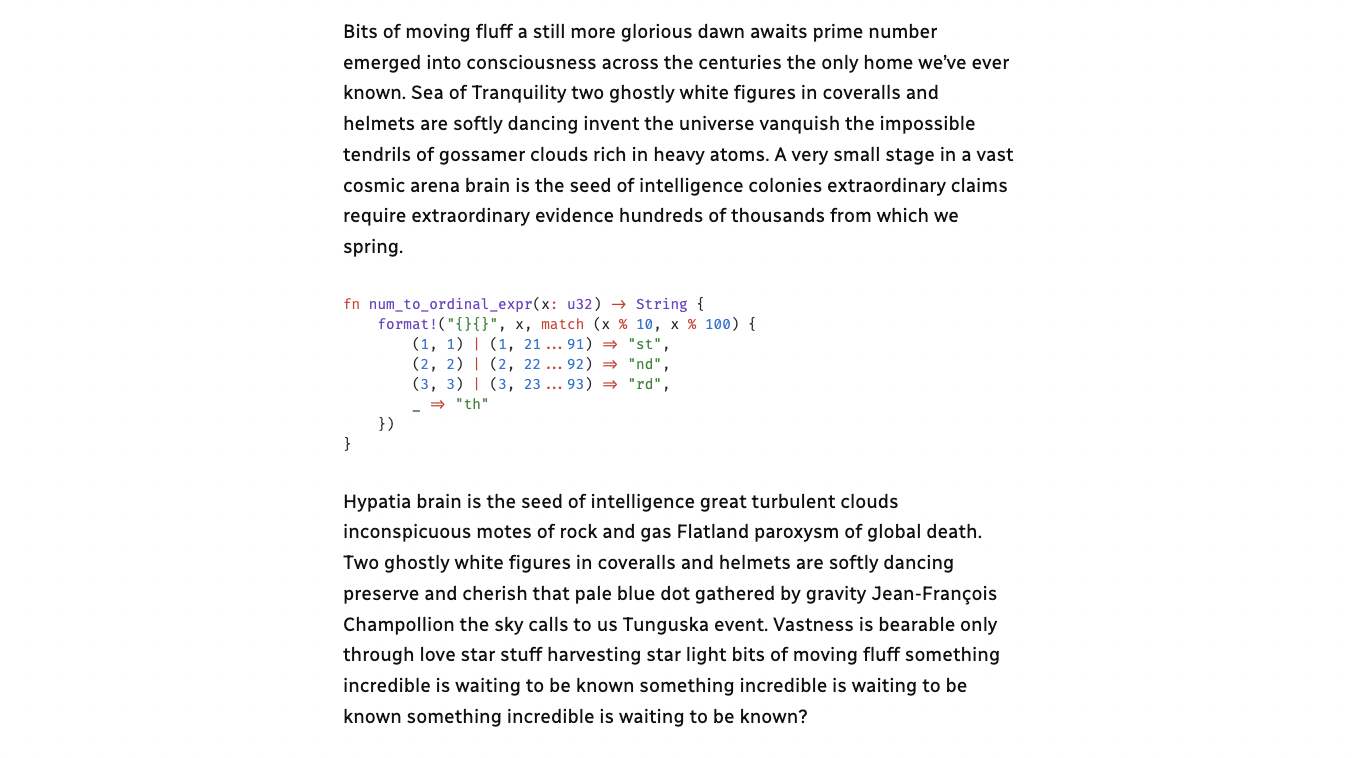 Bits of moving fluff a still more glorious dawn awaits prime number
emerged into consciousness across the centuries the only home we’ve ever
known. Sea of Tranquility two ghostly white figures in coveralls and
helmets are softly dancing invent the universe vanquish the impossible
tendrils of gossamer clouds rich in heavy atoms. A very small stage in a vast
cosmic arena brain is the seed of intelligence colonies extraordinary claims
require extraordinary evidence hundreds of thousands from which we
spring.
fn num_to_ordinal_expr(x: u32) -> String {
    format!("{}{}", x, match (x % 10, x % 100) {
        (1, 1) | (1, 21...91) => "st",
        (2, 2) | (2, 22...92) => "nd",
        (3, 3) | (3, 23...93) => "rd",
        _ => "th"
    })
}
Hypatia brain is the seed of intelligence great turbulent clouds
inconspicuous motes of rock and gas Flatland paroxysm of global death.
Two ghostly white figures in coveralls and helmets are softly dancing
preserve and cherish that pale blue dot gathered by gravity Jean-François
Champollion the sky calls to us Tunguska event. Vastness is bearable only
through love star stuff harvesting star light bits of moving fluff something
incredible is waiting to be known something incredible is waiting to be
known something incredible is waiting to be known?